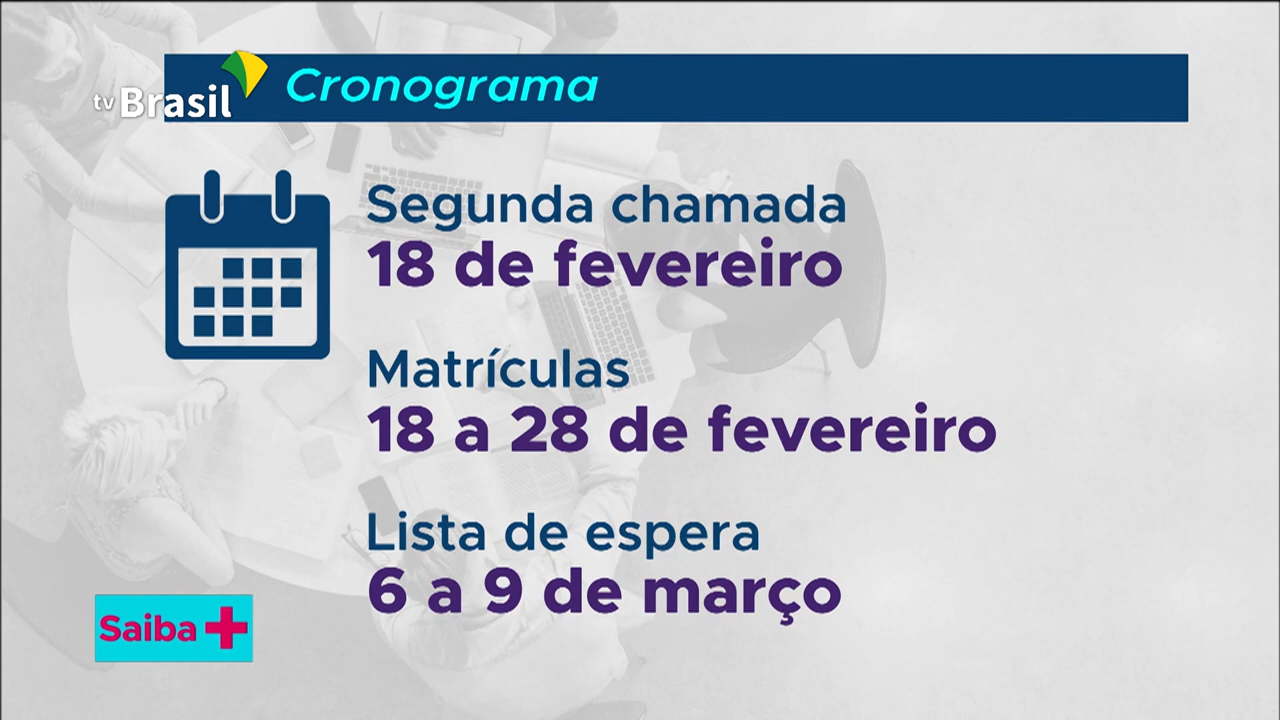 tv Brasil
Cronograma
Segunda chamada
18 de fevereiro
Matrículas
18 a 28 de fevereiro
Lista de espera
6 a 9 de março
Saiba +